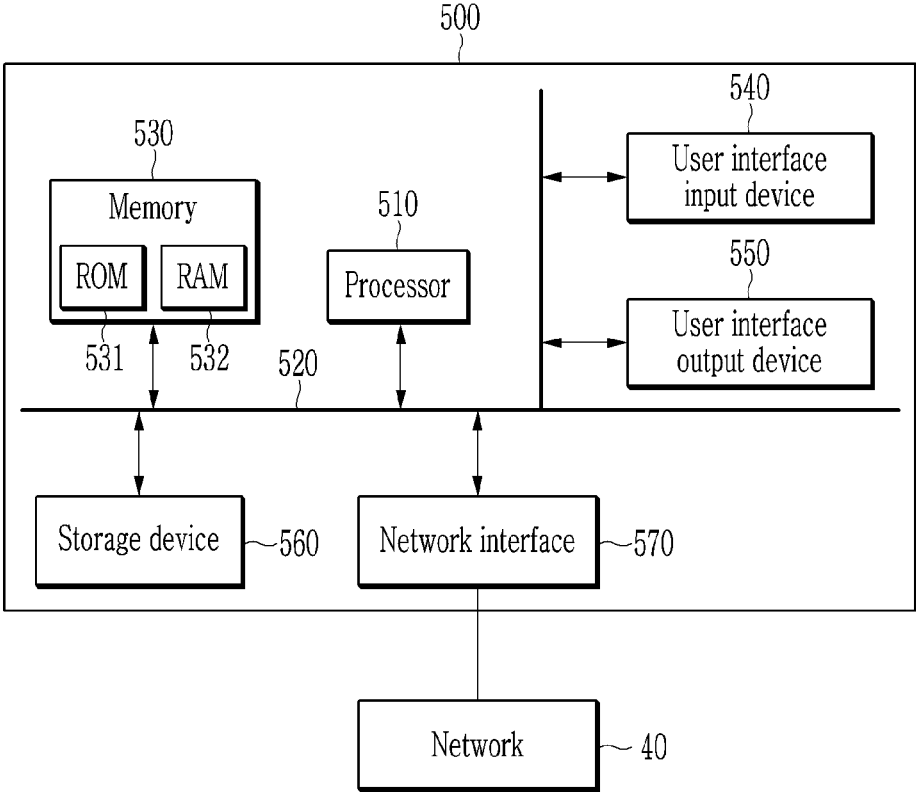 500
540
User interface
input device
530
Memory
ROM
RAM
531
532
510
Processor
550
User interface
output device
520
Storage device
560
Network interface
570
Network
40